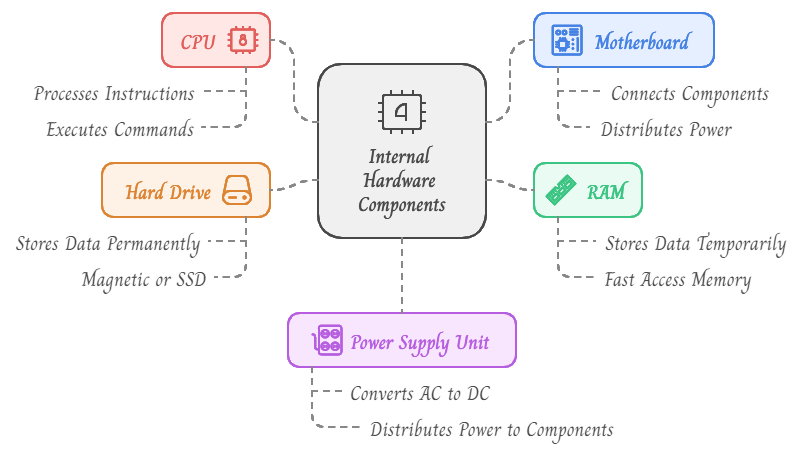 CPU
Processes Instructions
Executes Commands
Motherboard
Connects Components
Distributes Power
Internal
Hardware
Components
Hard Drive
Stores Data Permanently
Magnetic or SSD
RAM
Stores Data Temporarily
Fast Access Memory
Power Supply Unit
Converts AC to DC
Distributes Power to Components